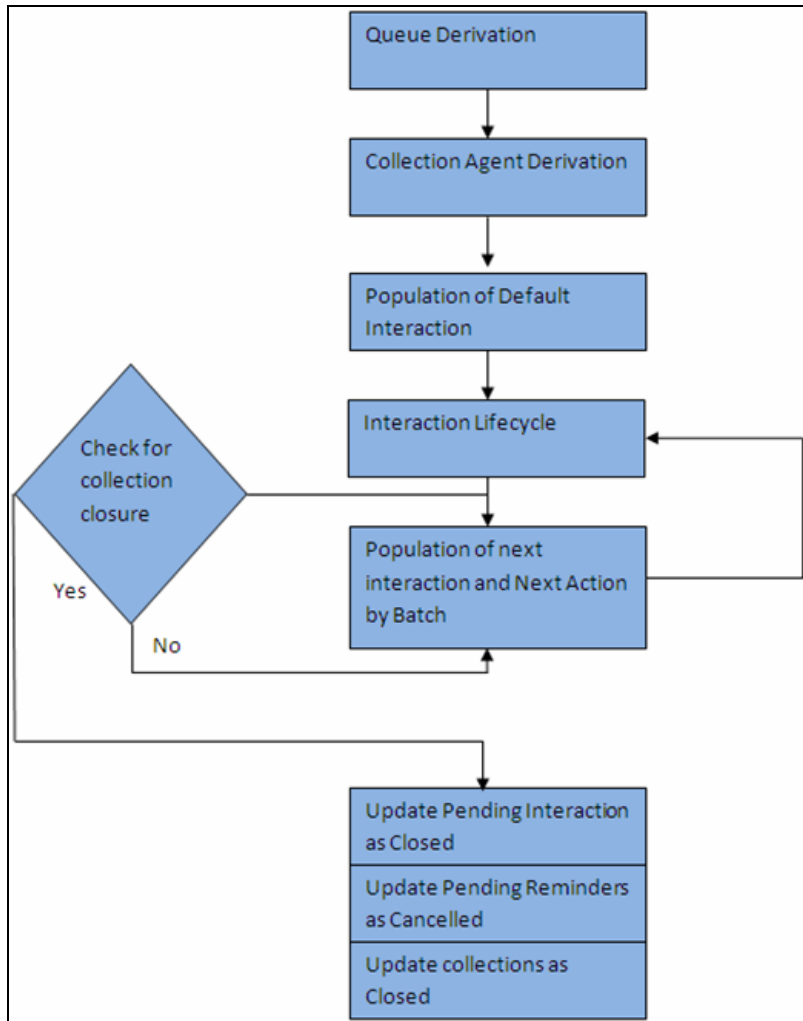 Queue Derivation
Collection Agent Derivation
Population of Default
Interaction
Interaction Lifecycle
Check for
collection
closure
Population of next
interaction and Next Action
by Batch
Yes
No
Update Pending Interaction
as Closed
Update Pending Reminders
as Cancelled
Update collections as
Closed